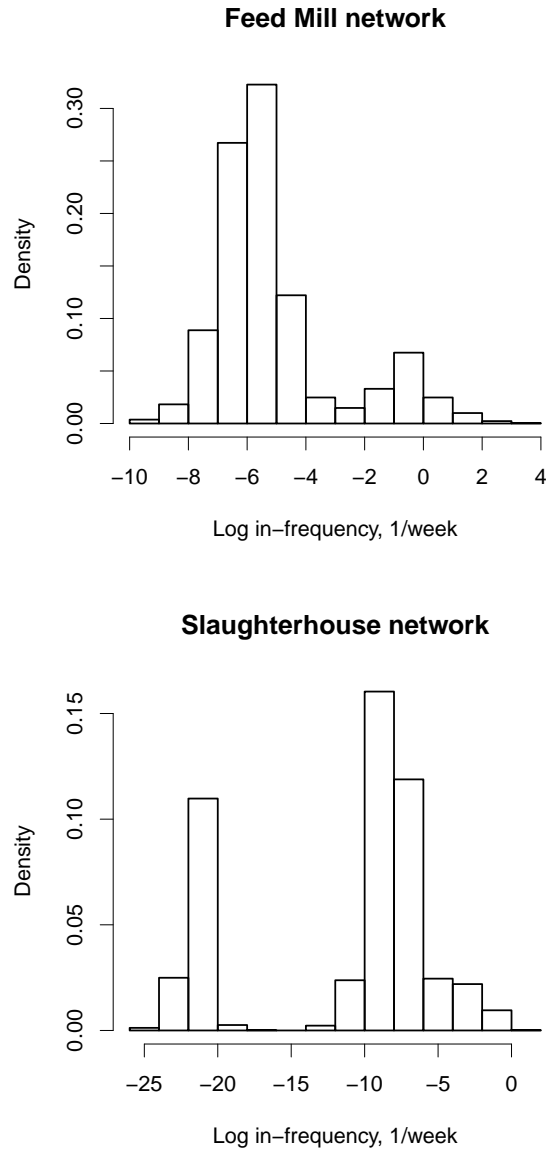 Feed Mill network
Density
0.30
0.20
0.10
0.00
−10 −8 −6 −4 −2 0 2 4
Log in−frequency, 1/week
Slaughterhouse network
Density
0.15
0.10
0.05
0.00
−25 −20 −15 −10 −5 0
Log in−frequency, 1/week